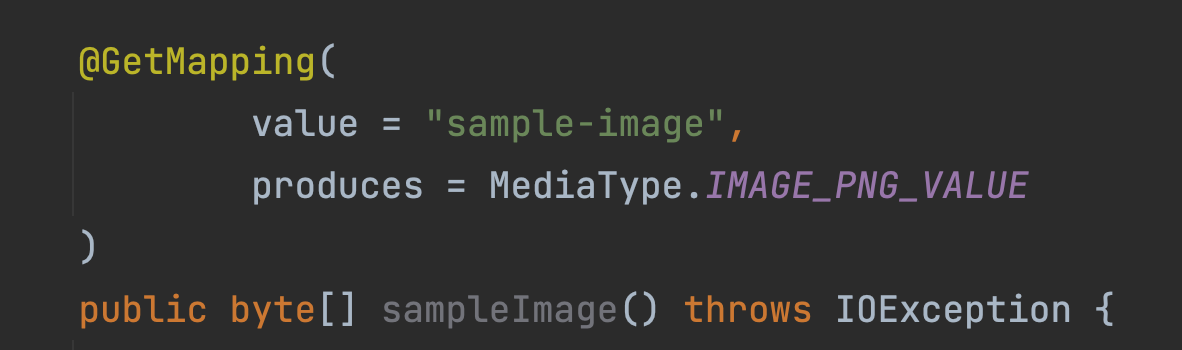 @GetMapping(
value = "sample-image",
produces = MediaType.IMAGE_PNG_VALUE
)
public byte[] sampleImage() throws IOException {